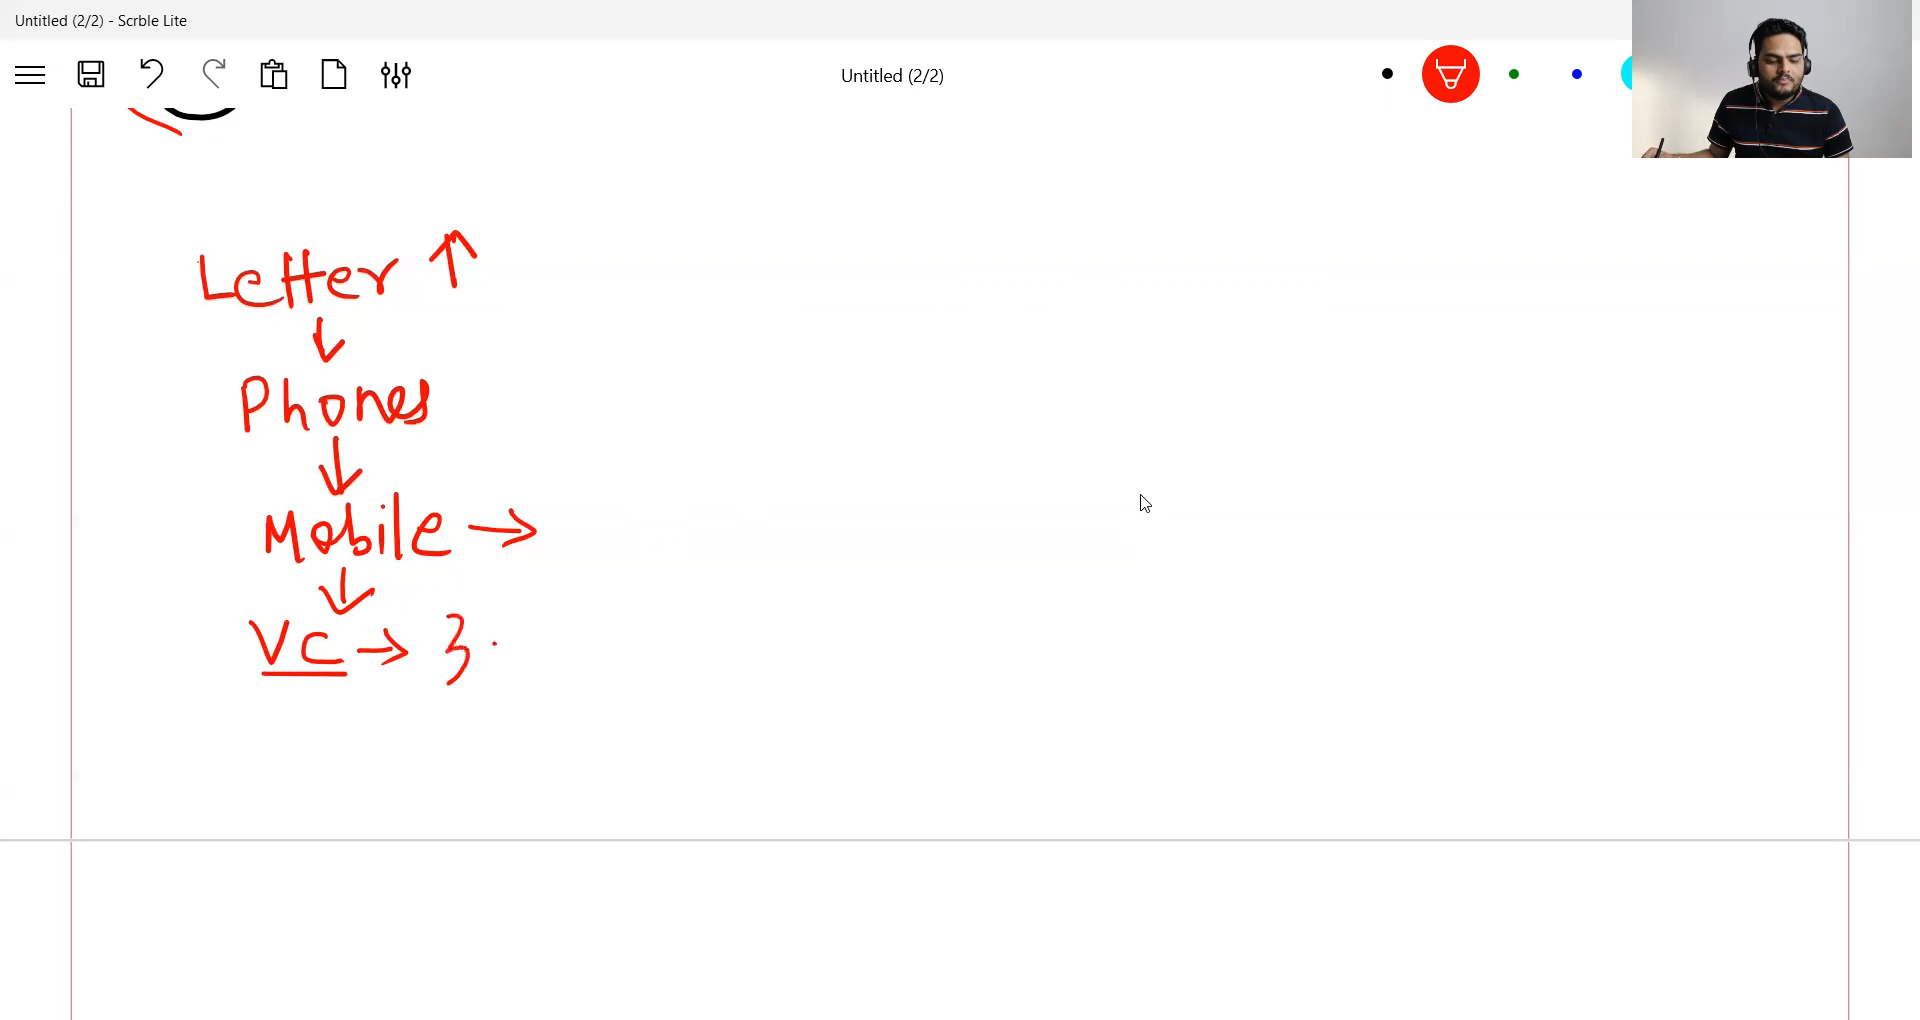 Untitled (2/2) - Scrble Lite
Untitled (2/2)
Letter ↑
↓
Phones
↓
Mobile →
↓
VC → 3